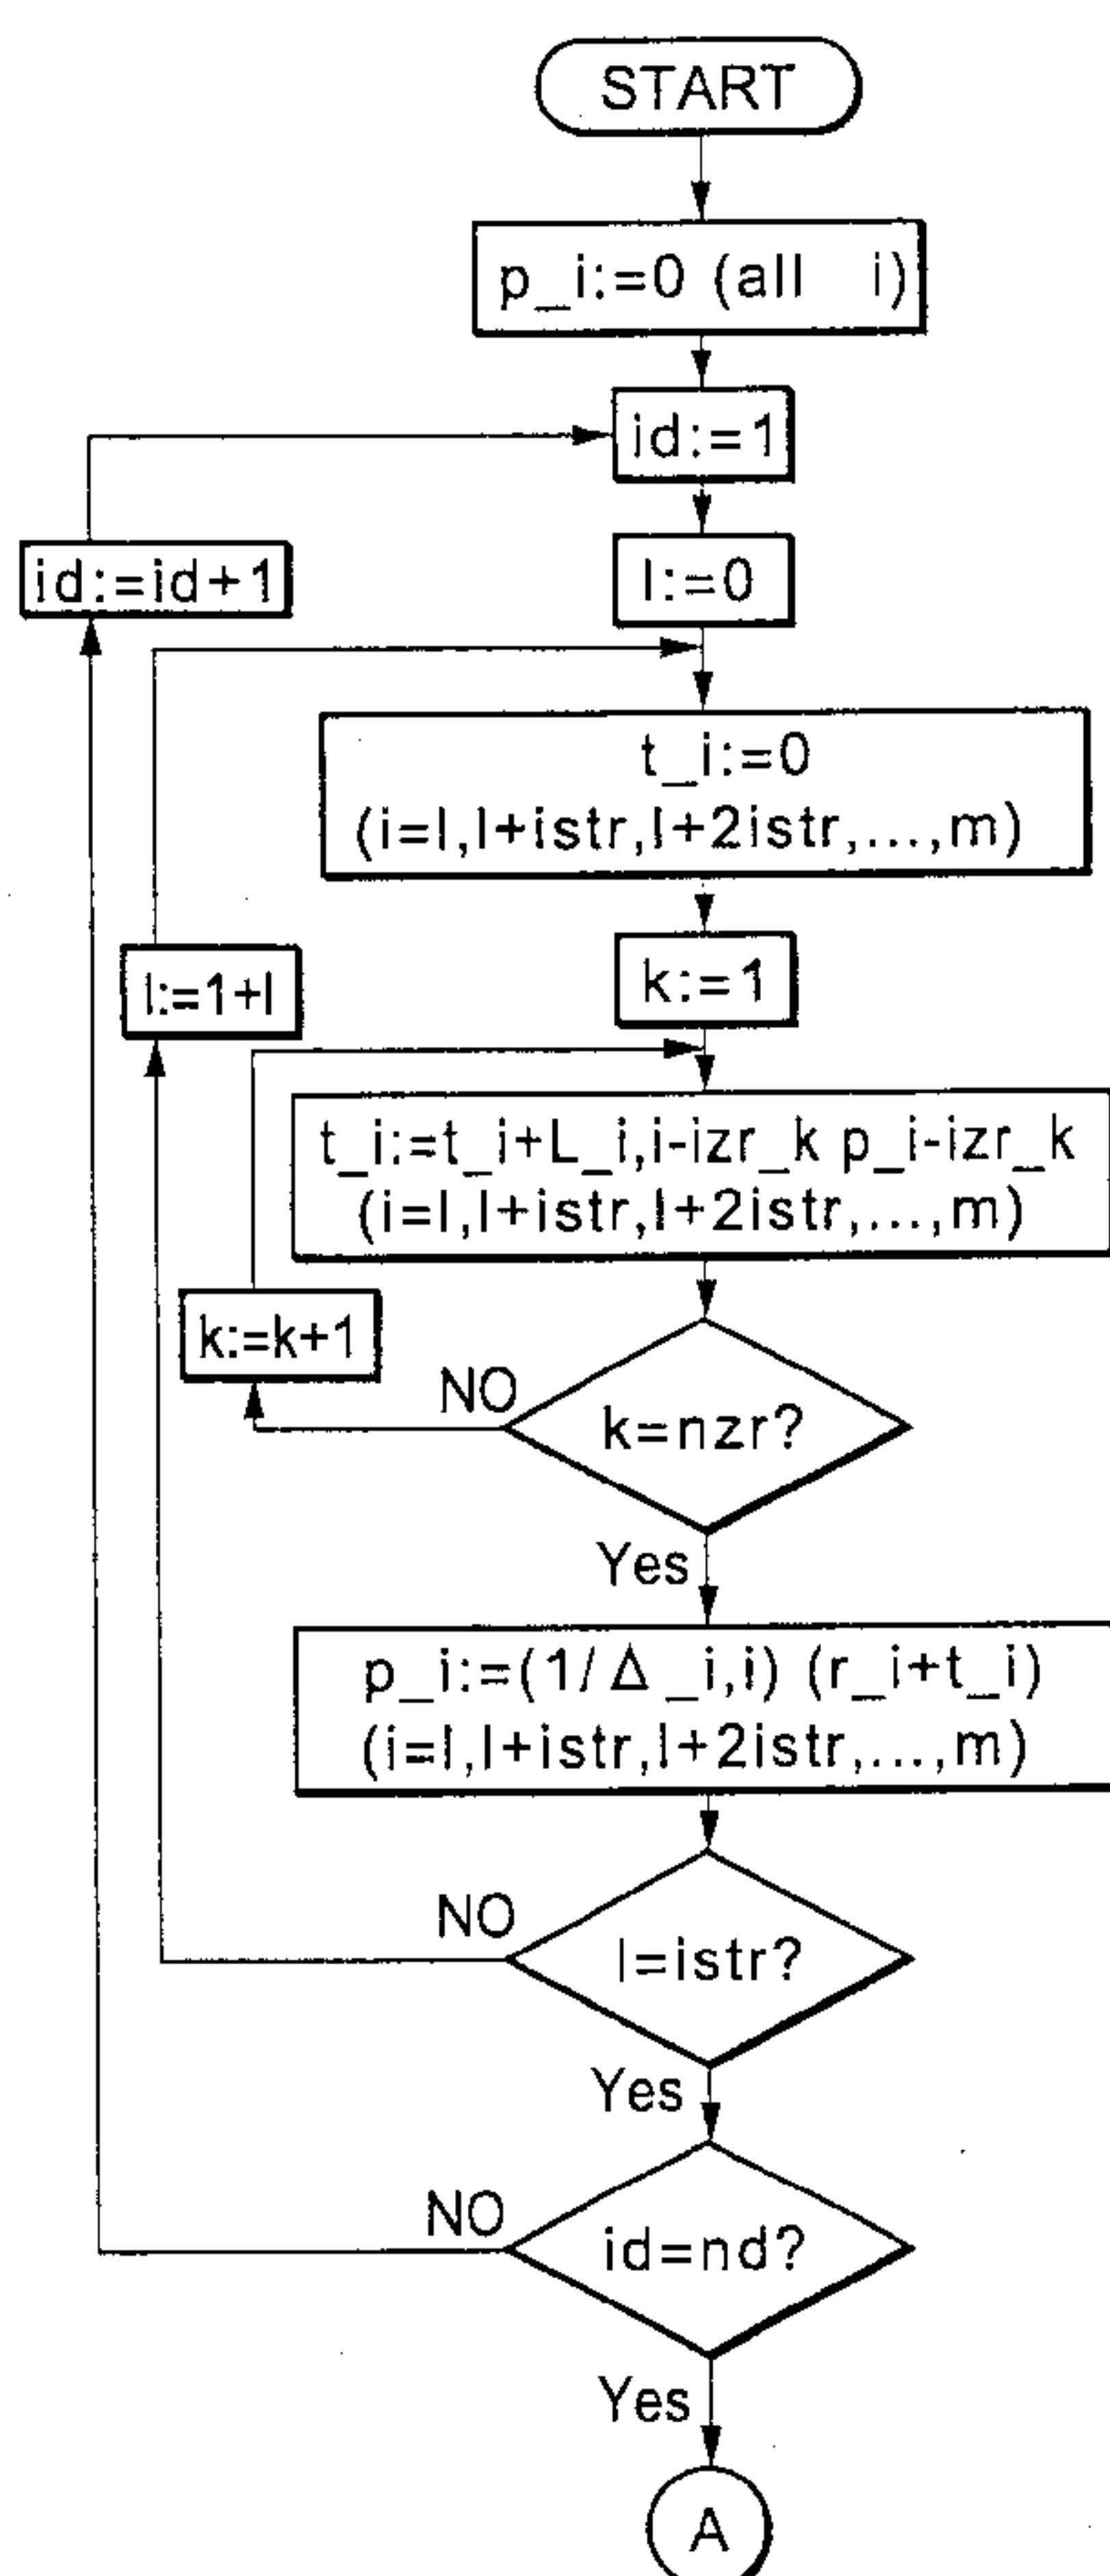 START
p_i:=0 (all i)
id:=1
id:=id+1
l:=0
t_i:=0
(i=l,l+istr,l+2istr,...,m)
l:=1+l
k:=1
t_i:=t_i+L_i,i-izr_k p_i-izr_k
(i=l,l+istr,l+2istr,...,m)
k:=k+1
NO
k=nzr?
Yes
p_i:=(1/Δ_i,i) (r_i+t_i)
(i=l,l+istr,l+2istr,...,m)
NO
l=istr?
Yes
NO
id=nd?
Yes
A